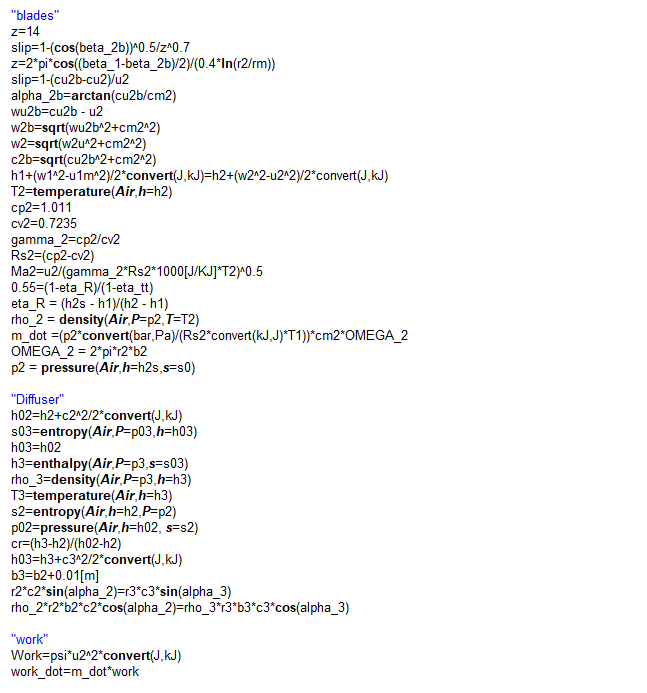 "blades"
z=14
slip=1-(cos(beta_2b))^0.5/z^0.7
z=2*pi*cos((beta_1-beta_2b)/2)/(0.4*ln(r2/rm))
slip=1-(cu2b-cu2)/u2
alpha_2b=arctan(cu2b/cm2)
wu2b=cu2b - u2
w2b=sqrt(wu2b^2+cm2^2)
w2=sqrt(w2u^2+cm2^2)
c2b=sqrt(cu2b^2+cm2^2)
h1+(w1^2-u1m^2)/2*convert(J,kJ)=h2+(w2^2-u2^2)/2*convert(J,kJ)
T2=temperature(Air,h=h2)
cp2=1.011
cv2=0.7235
gamma_2=cp2/cv2
Rs2=(cp2-cv2)
Ma2=u2/(gamma_2*Rs2*1000[J/KJ]*T2)^0.5
0.55=(1-eta_R)/(1-eta_tt)
eta_R = (h2s - h1)/(h2 - h1)
rho_2 = density(Air,P=p2,T=T2)
m_dot =(p2*convert(bar,Pa)/(Rs2*convert(kJ,J)*T1))*cm2*OMEGA_2
OMEGA_2 = 2*pi*r2*b2
p2 = pressure(Air,h=h2s,s=s0)
"Diffuser"
h02=h2+c2^2/2*convert(J,kJ)
s03=entropy(Air,P=p03,h=h03)
h03=h02
h3=enthalpy(Air,P=p3,s=s03)
rho_3=density(Air,P=p3,h=h3)
T3=temperature(Air,h=h3)
s2=entropy(Air,h=h2,P=p2)
p02=pressure(Air,h=h02, s=s2)
cr=(h3-h2)/(h02-h2)
h03=h3+c3^2/2*convert(J,kJ)
b3=b2+0.01[m]
r2*c2*sin(alpha_2)=r3*c3*sin(alpha_3)
rho_2*r2*b2*c2*cos(alpha_2)=rho_3*r3*b3*c3*cos(alpha_3)
"work"
Work=psi*u2^2*convert(J,kJ)
work_dot=m_dot*work